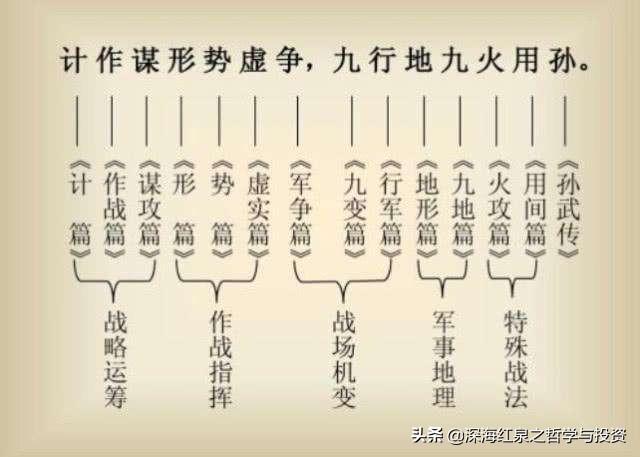 计作谋形势虚争，九行地九火用孙。
《计 篇》
《作战篇》
《谋攻篇》
《形 篇》
《势 篇》
《虚实篇》
《军争篇》
《九变篇》
《行军篇》
《地形篇》
《九地篇》
《火攻篇》
《用间篇》
《孙武传》
战略运筹
作战指挥
战场机变
军事地理
特殊战法
头条 @深海红泉之哲学与投资